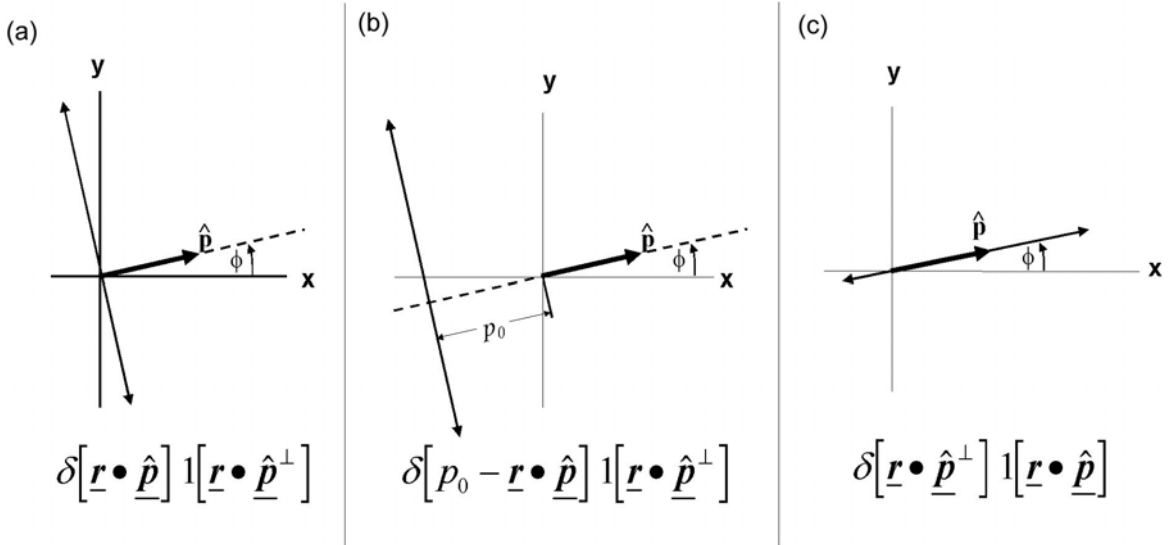 (a)
y
p̂
ϕ
x
δ[r • p̂] 1[r • p̂⊥]
(b)
y
p̂
ϕ
x
p₀
δ[p₀ − r • p̂] 1[r • p̂⊥]
(c)
y
p̂
ϕ
x
δ[r • p̂⊥] 1[r • p̂]